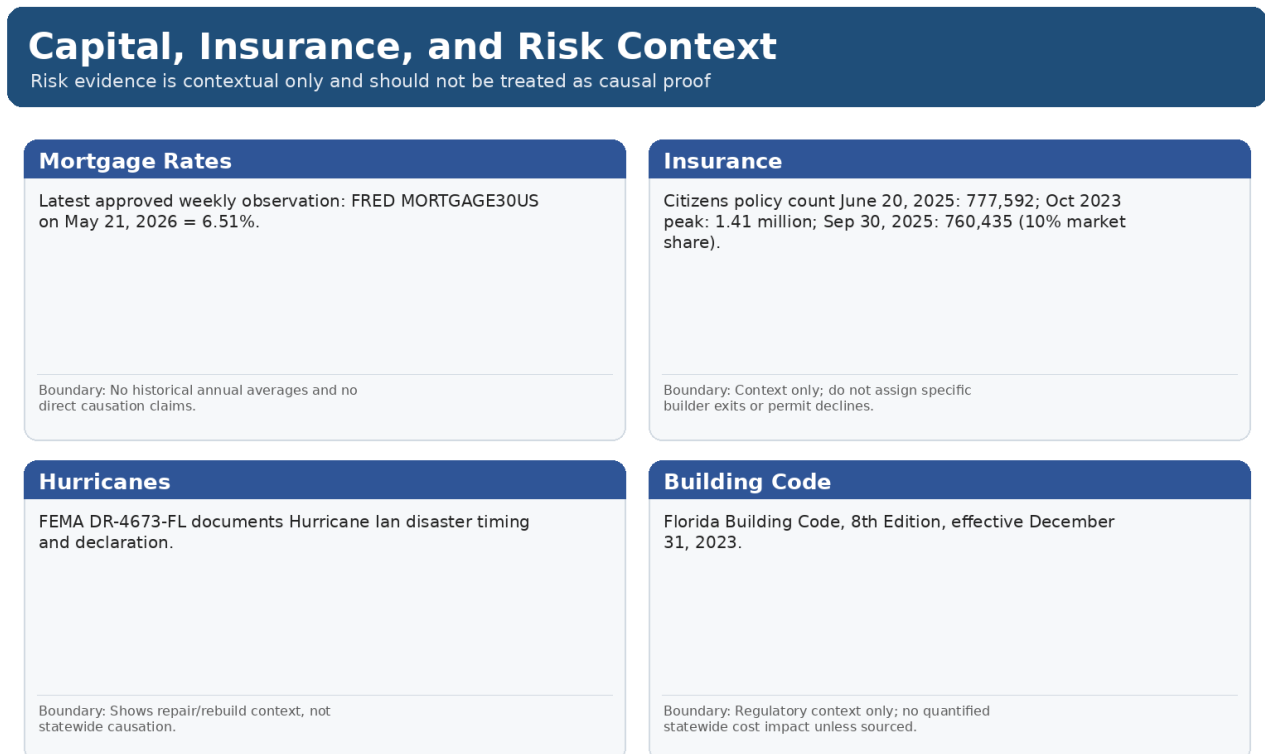 Capital, Insurance, and Risk Context
Risk evidence is contextual only and should not be treated as causal proof
Mortgage Rates
Latest approved weekly observation: FRED MORTGAGE30US
on May 21, 2026 = 6.51%.
Boundary: No historical annual averages and no
direct causation claims.
Insurance
Citizens policy count June 20, 2025: 777,592; Oct 2023
peak: 1.41 million; Sep 30, 2025: 760,435 (10% market
share).
Boundary: Context only; do not assign specific
builder exits or permit declines.
Hurricanes
FEMA DR-4673-FL documents Hurricane Ian disaster timing
and declaration.
Boundary: Shows repair/rebuild context, not
statewide causation.
Building Code
Florida Building Code, 8th Edition, effective December
31, 2023.
Boundary: Regulatory context only; no quantified
statewide cost impact unless sourced.